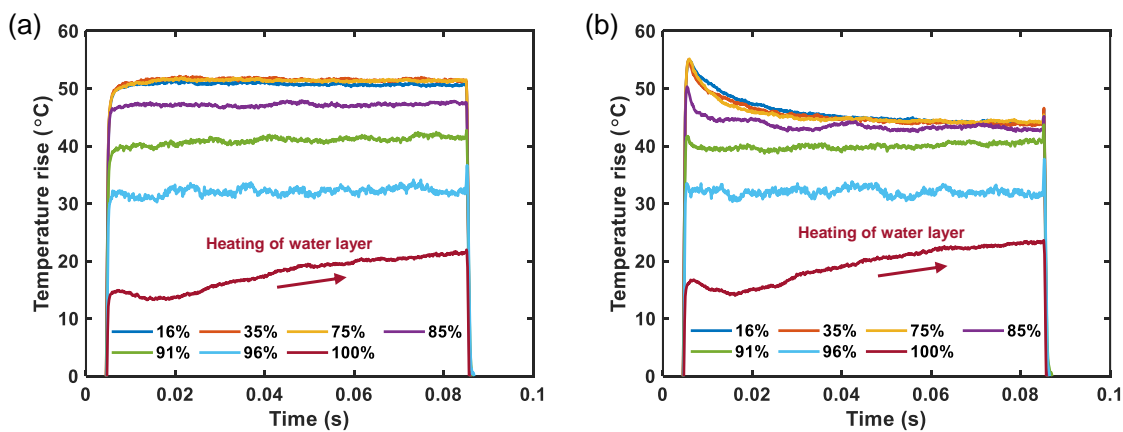 (a)
60
50
40
30
20
10
0
Temperature rise (°C)
Heating of water layer
16% 35% 75% 85%
91% 96% 100%
0 0.02 0.04 0.06 0.08 0.1
Time (s)
(b)
60
50
40
30
20
10
0
Temperature rise (°C)
Heating of water layer
16% 35% 75% 85%
91% 96% 100%
0 0.02 0.04 0.06 0.08 0.1
Time (s)